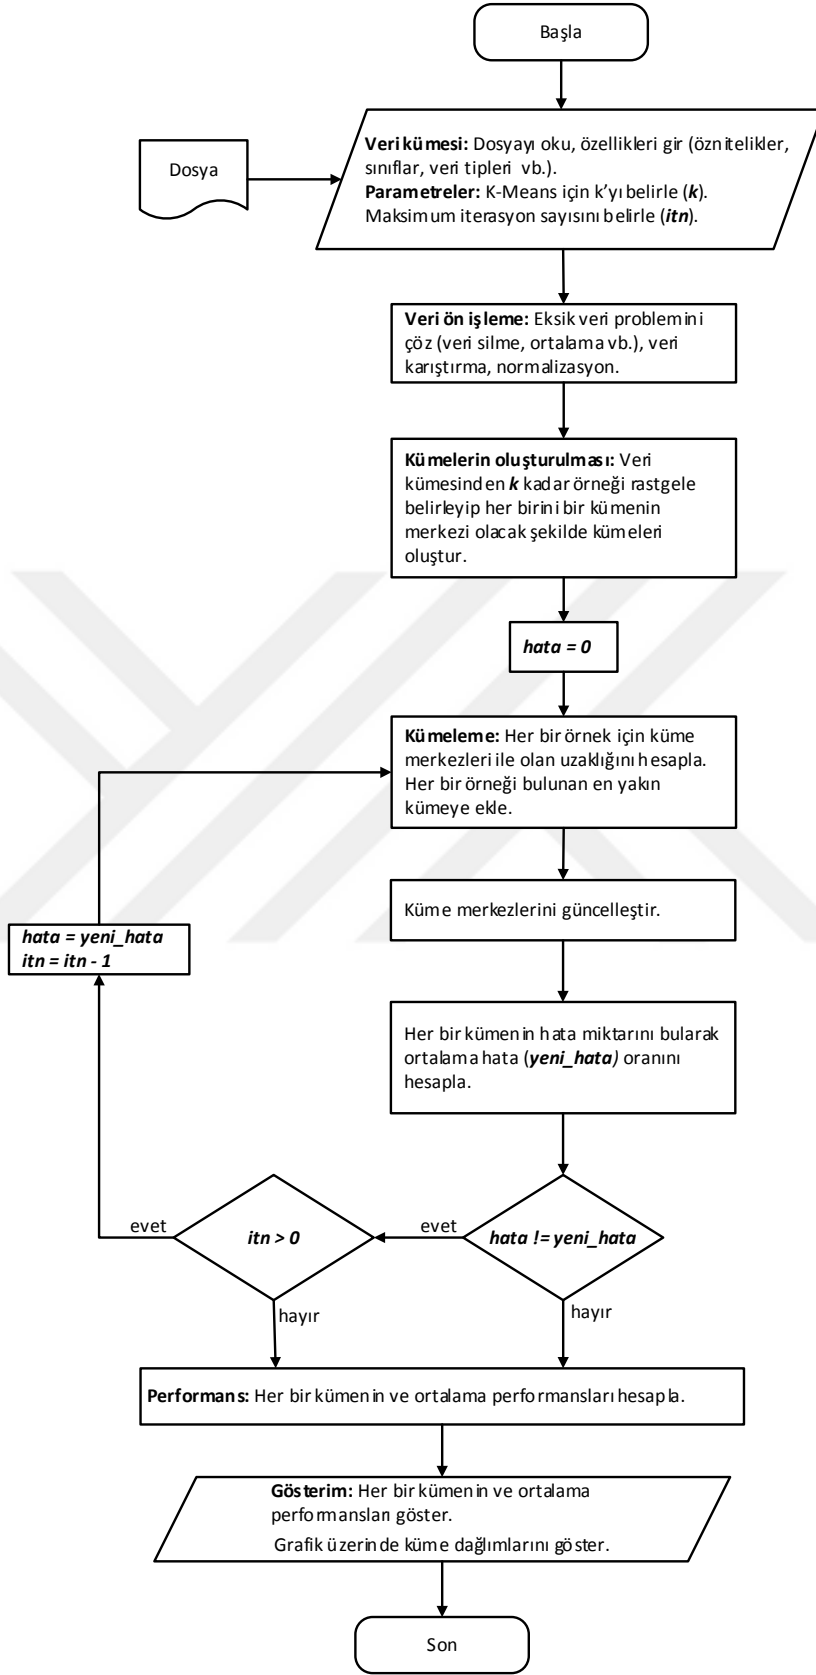 Başla
Dosya
Veri kümesi: Dosyayı oku, özellikleri gir (öznitelikler,
sınıflar, veri tipleri vb.).
Parametreler: K-Means için k'yı belirle (k).
Maksimum iterasyon sayısını belirle (itn).
Veri ön işleme: Eksik veri problemini
çöz (veri silme, ortalama vb.), veri
karıştırma, normalizasyon.
Kümelerin oluşturulması: Veri
kümesinden k kadar örneği rastgele
belirleyip her birini bir kümenin
merkezi olacak şekilde kümeleri
oluştur.
hata = 0
Kümeleme: Her bir örnek için küme
merkezleri ile olan uzaklığını hesapla.
Her bir örneği bulunan en yakın
kümeye ekle.
Küme merkezlerini güncelleştir.
hata = yeni_hata
itn = itn - 1
Her bir kümenin hata miktarını bularak
ortalama hata (yeni_hata) oranını
hesapla.
evet
itn > 0
evet
hata != yeni_hata
hayır
hayır
Performans: Her bir kümenin ve ortalama performansları hesapla.
Gösterim: Her bir kümenin ve ortalama
performansları göster.
Grafik üzerinde küme dağlımlarını göster.
Son